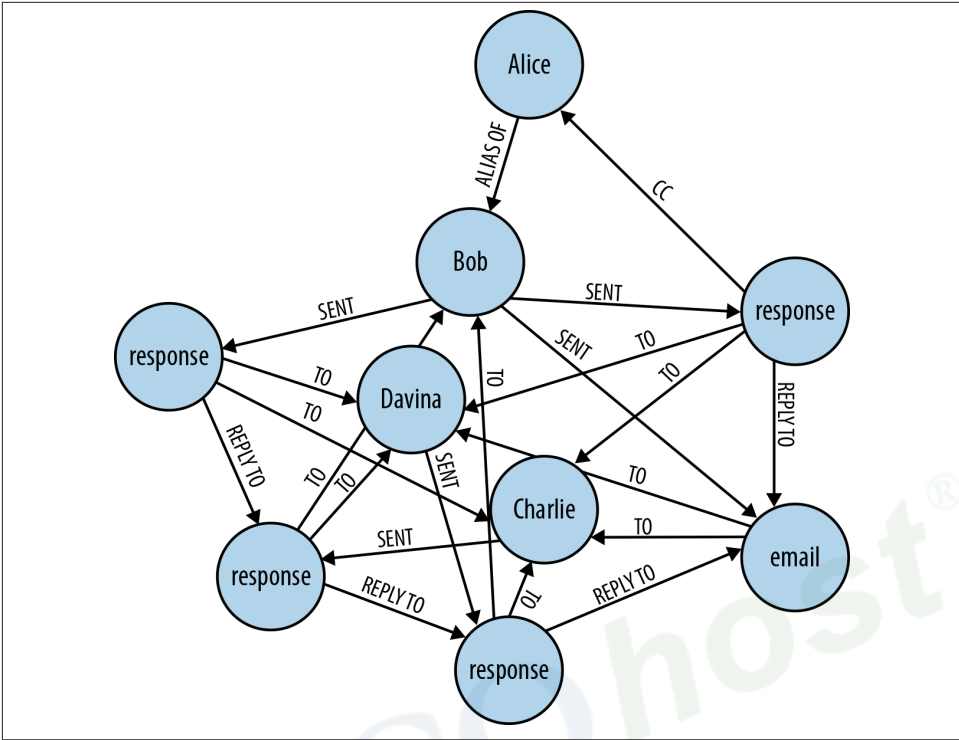 Alice
ALIAS OF
CC
Bob
SENT
SENT
response
response
SENT
TO
TO
TO
Davina
TO
TO
REPLY TO
REPLY TO
SENT
TO
TO
TO
Charlie
TO
SENT
email
response
REPLY TO
TO
REPLY TO
response
host®